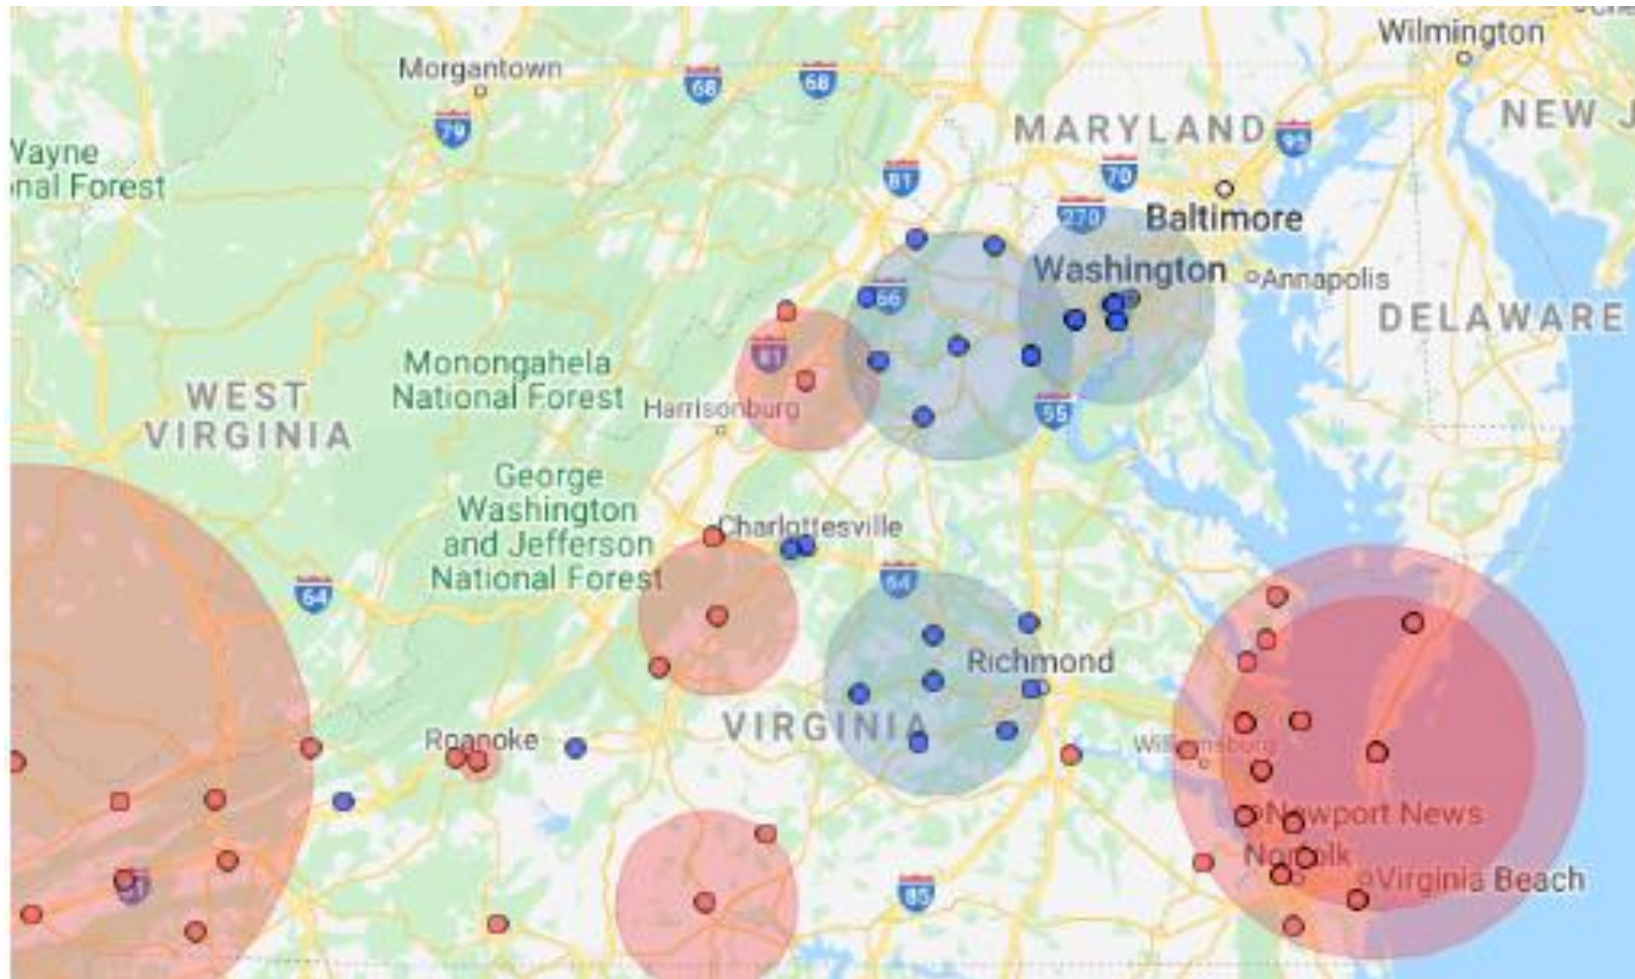 Wilmington
Morgantown
68
68
79
NEW J
MARYLAND
95
Wayne
nal Forest
81
70
270
Baltimore
Washington
Annapolis
66
DELAWARE
81
Monongahela
National Forest
WEST
VIRGINIA
Harrisonburg
95
George
Washington
and Jefferson
National Forest
Charlottesville
64
64
Richmond
VIRGINIA
Roanoke
Williamsburg
Newport News
Norfolk
Virginia Beach
81
85